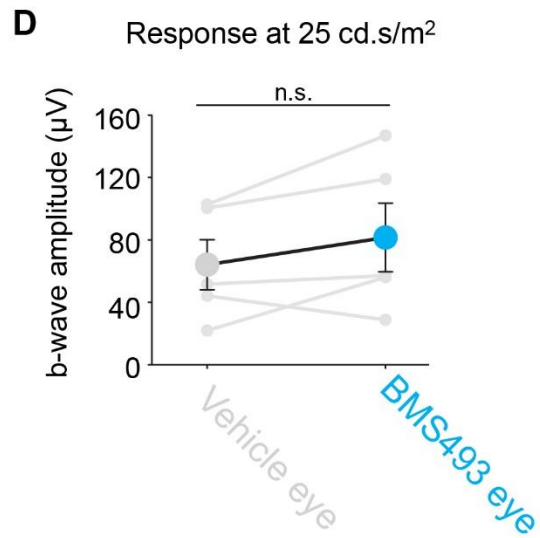 D
Response at 25 cd.s/m²
n.s.
b-wave amplitude (µV)
160
120
80
40
0
Vehicle eye
BMS493 eye